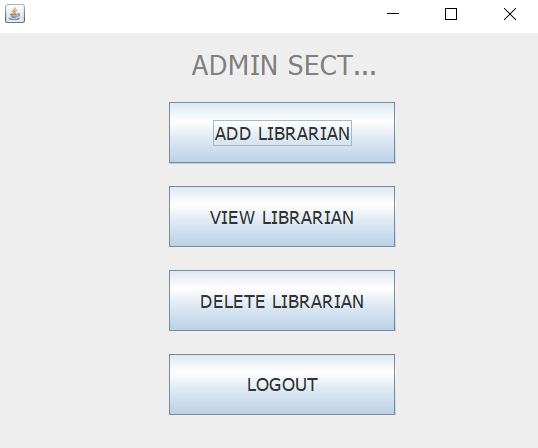 ADMIN SECT...
ADD LIBRARIAN
VIEW LIBRARIAN
DELETE LIBRARIAN
LOGOUT